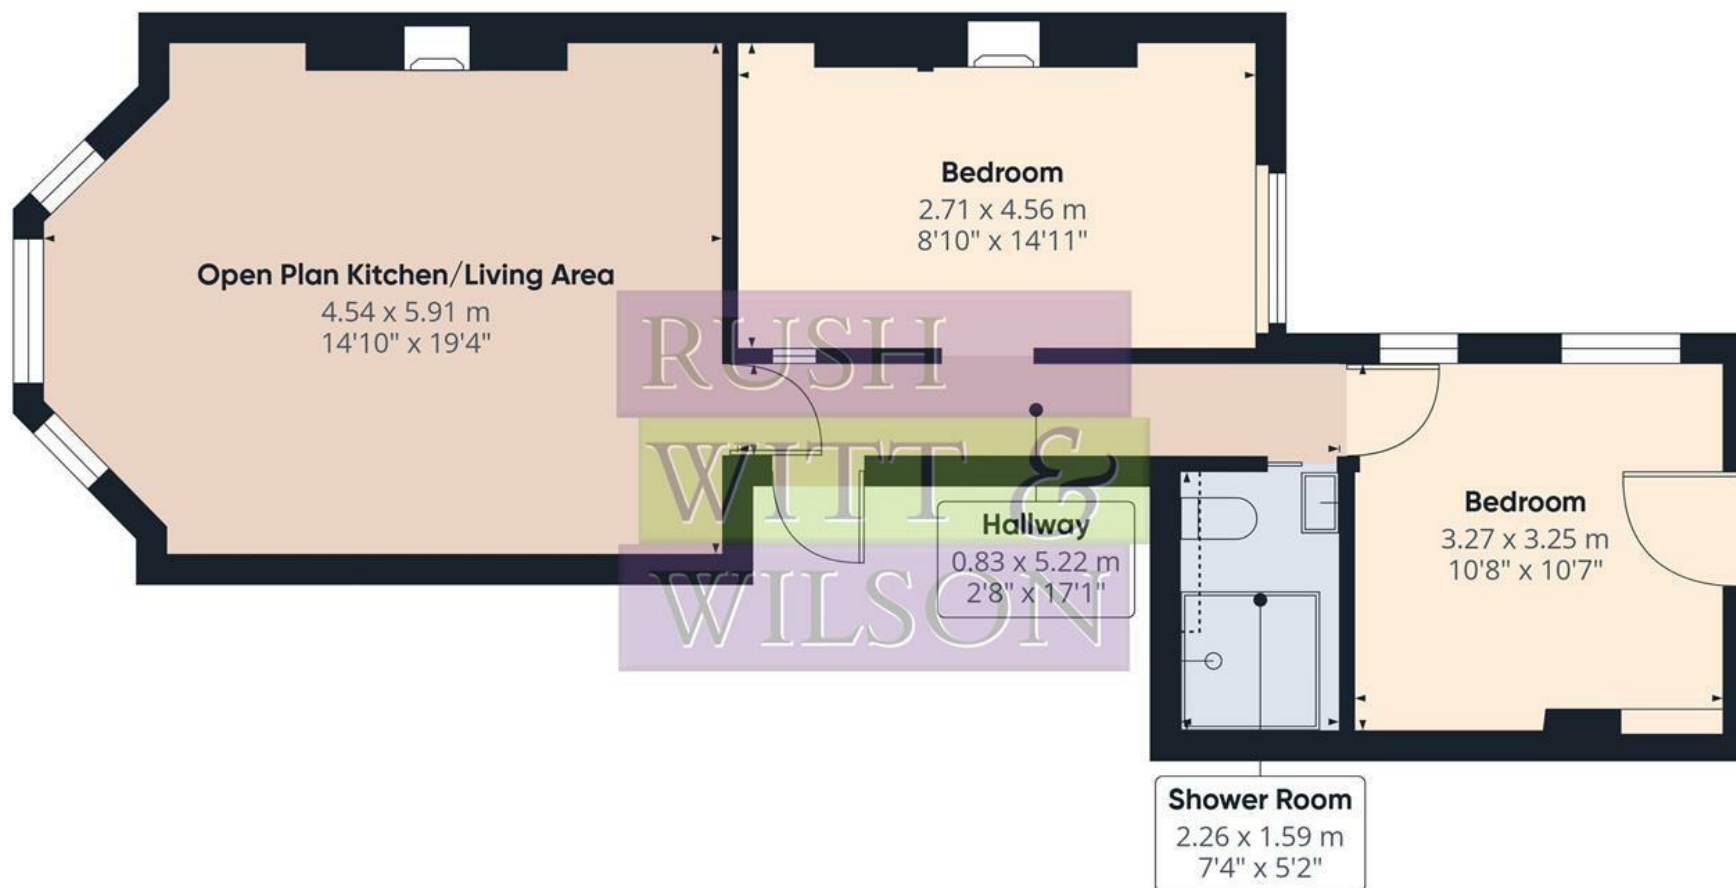 Bedroom
2.71 x 4.56 m
8'10" x 14'11"
Open Plan Kitchen/Living Area
4.54 x 5.91 m
14'10" x 19'4"
RUSH
WITT &
WILSON
Hallway
0.83 x 5.22 m
2'8" x 17'1"
Bedroom
3.27 x 3.25 m
10'8" x 10'7"
Shower Room
2.26 x 1.59 m
7'4" x 5'2"